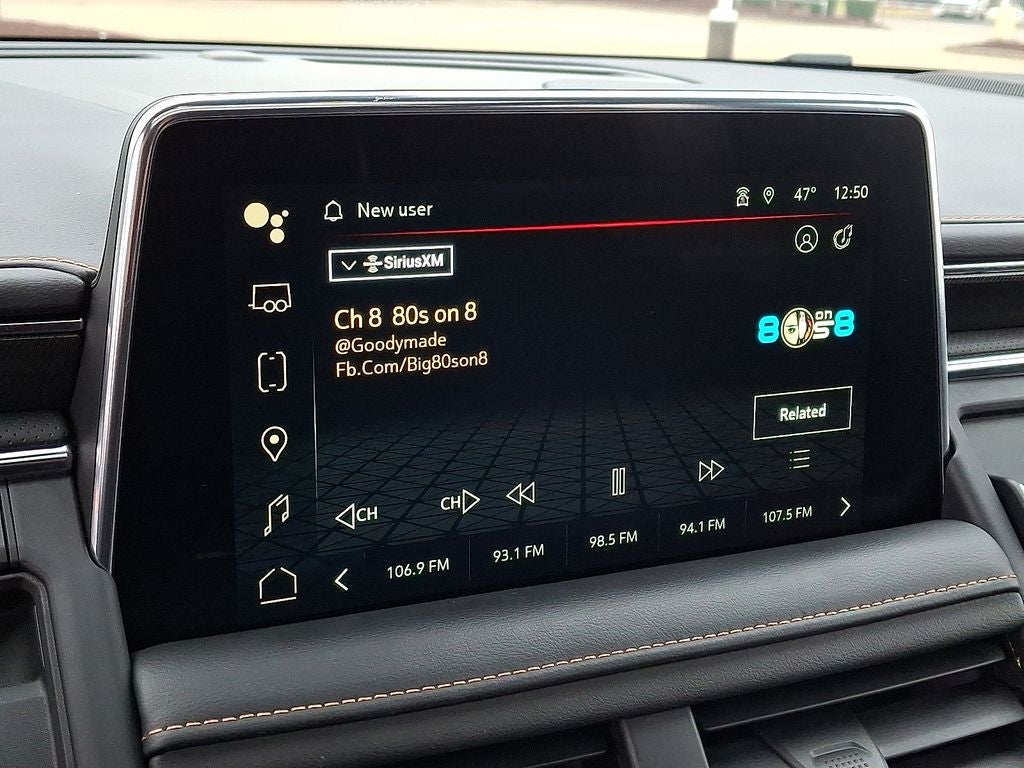 New user
47° 12:50
SiriusXM
Ch 8 80s on 8
@Goodymade
Fb.Com/Big80son8
80s on 8
Related
CH CH
106.9 FM 93.1 FM 98.5 FM 94.1 FM 107.5 FM